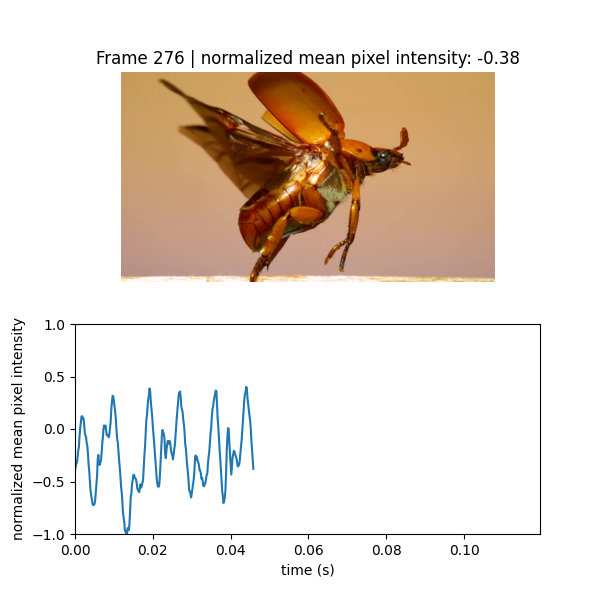 Frame 276 | normalized mean pixel intensity: -0.38
normalized mean pixel intensity
1.0
0.5
0.0
−0.5
−1.0
0.00 0.02 0.04 0.06 0.08 0.10
time (s)